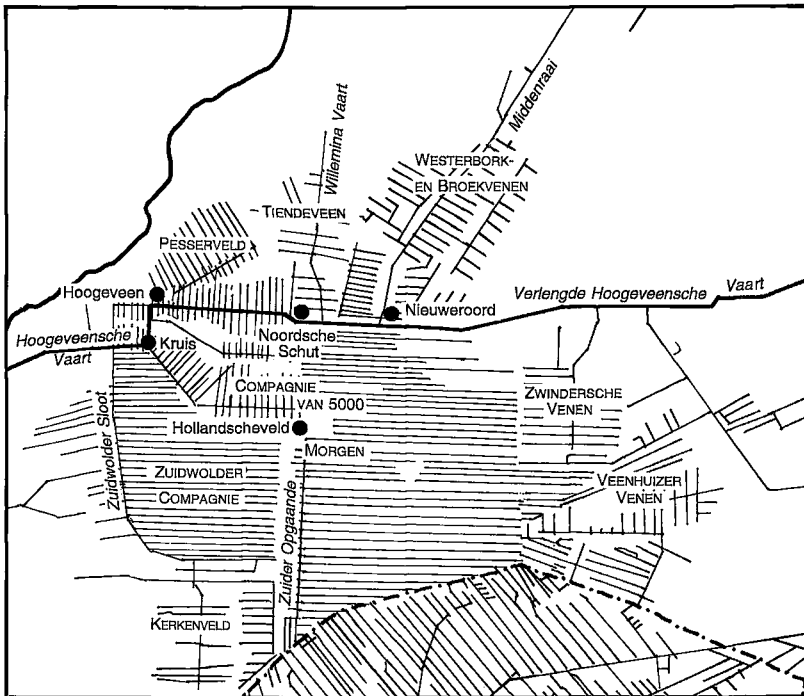 Middenraai
Willemina Vaart
WESTERBORK-
EN BROEKVENEN
TIENDEVEEN
PESSERVELD
Hoogeveen
Nieuweroord
Verlengde Hoogeveensche Vaart
Hoogeveensche
Vaart
Kruis
Noordsche
Schut
COMPAGNIE
VAN 5000
MORGEN
ZWINDERSCHE
VENEN
Hollandscheveld
Zuidwolder Sloot
ZUIDWOLDER
COMPAGNIE
Zuider Opgaande
VEENHUIZER
VENEN
KERKENVELD